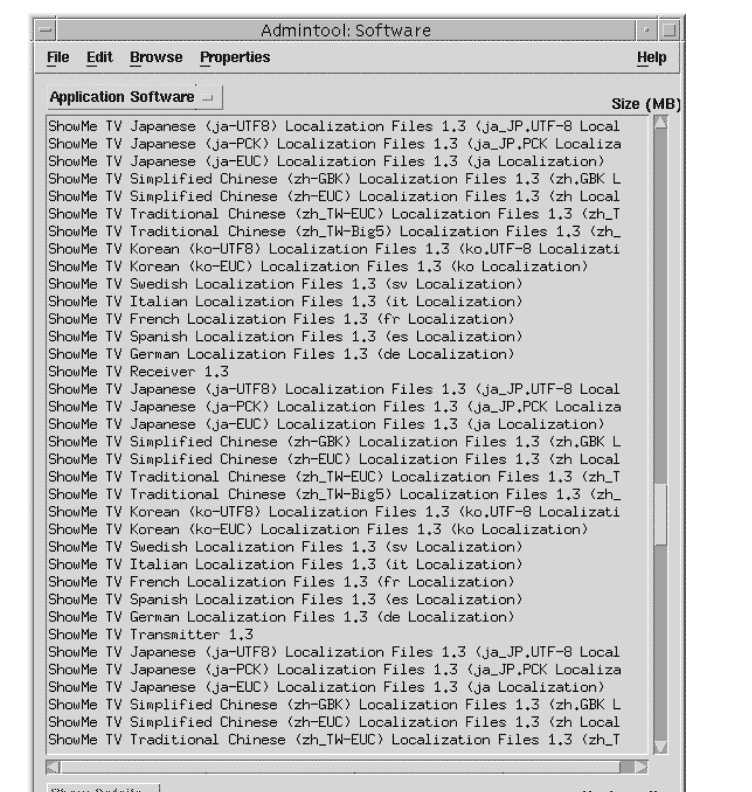 Admintool: Software
File Edit Browse Properties Help
Application Software
Size (MB)
ShowMe TV Japanese (ja-UTF8) Localization Files 1.3 (ja_JP.UTF-8 Local
ShowMe TV Japanese (ja-PCK) Localization Files 1.3 (ja_JP.PCK Localiza
ShowMe TV Japanese (ja-EUC) Localization Files 1.3 (ja Localization)
ShowMe TV Simplified Chinese (zh-GBK) Localization Files 1.3 (zh.GBK L
ShowMe TV Simplified Chinese (zh-EUC) Localization Files 1.3 (zh Local
ShowMe TV Traditional Chinese (zh_TW-EUC) Localization Files 1.3 (zh_T
ShowMe TV Traditional Chinese (zh_TW-Big5) Localization Files 1.3 (zh_
ShowMe TV Korean (ko-UTF8) Localization Files 1.3 (ko.UTF-8 Localizati
ShowMe TV Korean (ko-EUC) Localization Files 1.3 (ko Localization)
ShowMe TV Swedish Localization Files 1.3 (sv Localization)
ShowMe TV Italian Localization Files 1.3 (it Localization)
ShowMe TV French Localization Files 1.3 (fr Localization)
ShowMe TV Spanish Localization Files 1.3 (es Localization)
ShowMe TV German Localization Files 1.3 (de Localization)
ShowMe TV Receiver 1.3
ShowMe TV Japanese (ja-UTF8) Localization Files 1.3 (ja_JP.UTF-8 Local
ShowMe TV Japanese (ja-PCK) Localization Files 1.3 (ja_JP.PCK Localiza
ShowMe TV Japanese (ja-EUC) Localization Files 1.3 (ja Localization)
ShowMe TV Simplified Chinese (zh-GBK) Localization Files 1.3 (zh.GBK L
ShowMe TV Simplified Chinese (zh-EUC) Localization Files 1.3 (zh Local
ShowMe TV Traditional Chinese (zh_TW-EUC) Localization Files 1.3 (zh_T
ShowMe TV Traditional Chinese (zh_TW-Big5) Localization Files 1.3 (zh_
ShowMe TV Korean (ko-UTF8) Localization Files 1.3 (ko.UTF-8 Localizati
ShowMe TV Korean (ko-EUC) Localization Files 1.3 (ko Localization)
ShowMe TV Swedish Localization Files 1.3 (sv Localization)
ShowMe TV Italian Localization Files 1.3 (it Localization)
ShowMe TV French Localization Files 1.3 (fr Localization)
ShowMe TV Spanish Localization Files 1.3 (es Localization)
ShowMe TV German Localization Files 1.3 (de Localization)
ShowMe TV Transmitter 1.3
ShowMe TV Japanese (ja-UTF8) Localization Files 1.3 (ja_JP.UTF-8 Local
ShowMe TV Japanese (ja-PCK) Localization Files 1.3 (ja_JP.PCK Localiza
ShowMe TV Japanese (ja-EUC) Localization Files 1.3 (ja Localization)
ShowMe TV Simplified Chinese (zh-GBK) Localization Files 1.3 (zh.GBK L
ShowMe TV Simplified Chinese (zh-EUC) Localization Files 1.3 (zh Local
ShowMe TV Traditional Chinese (zh_TW-EUC) Localization Files 1.3 (zh_T